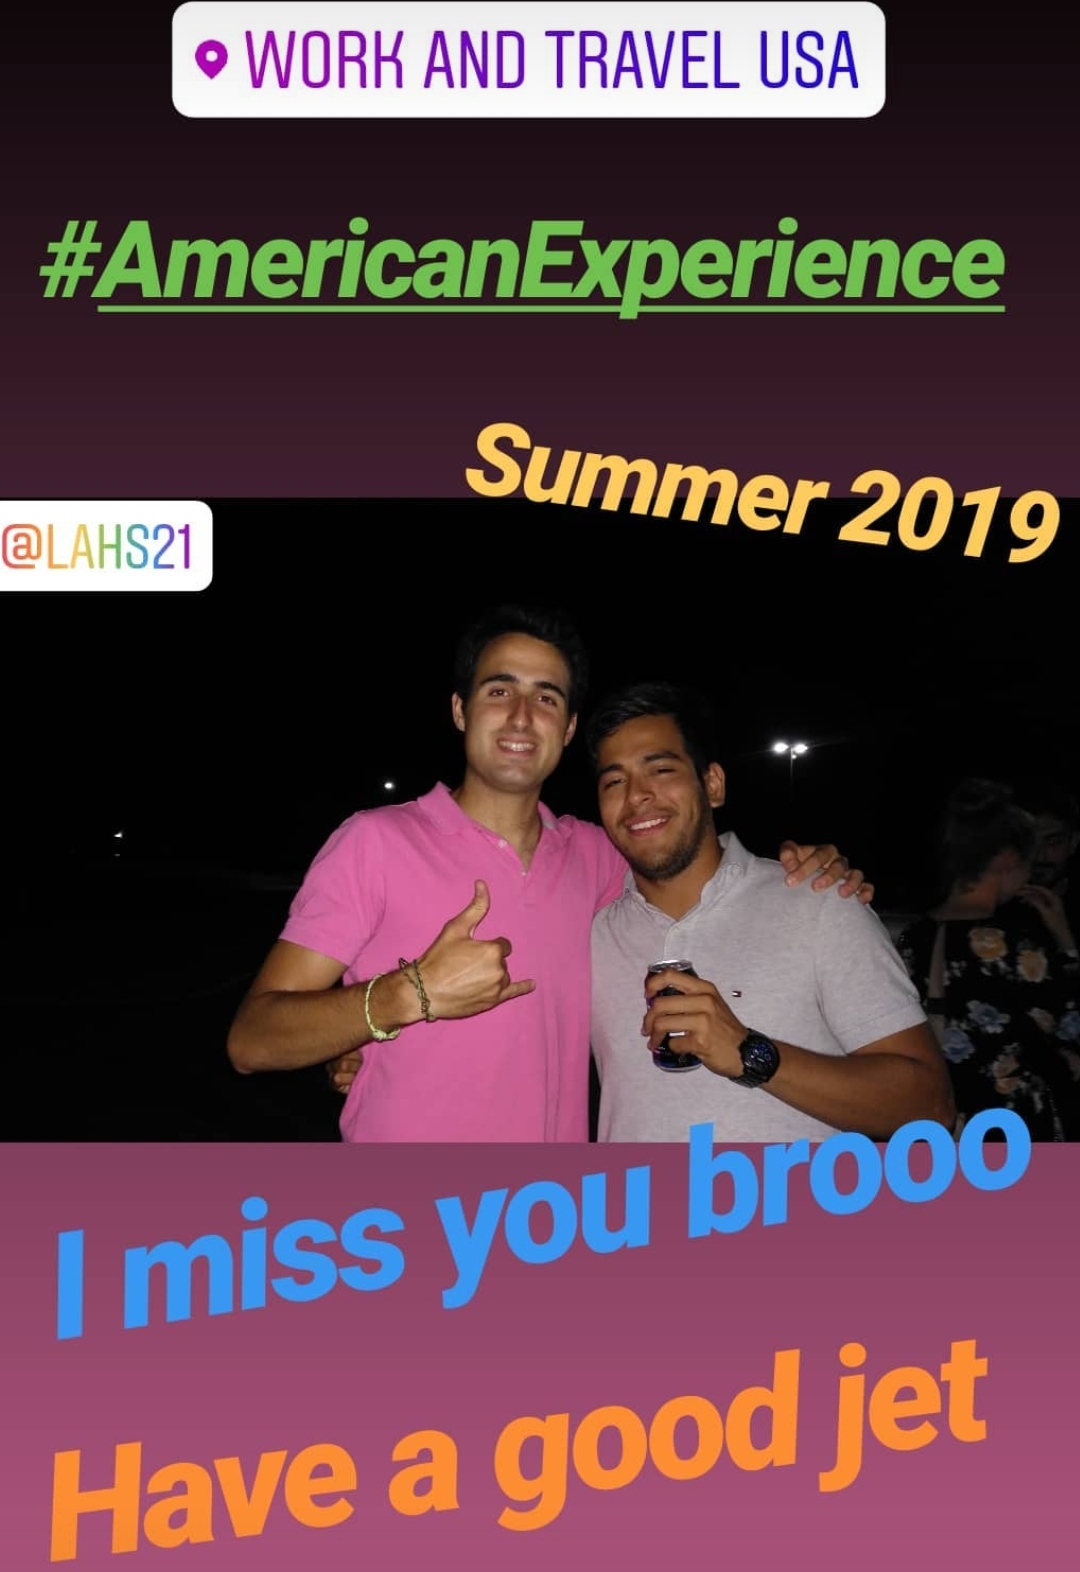 WORK AND TRAVEL USA
#AmericanExperience
Summer 2019
@LAHS21
I miss you brooo
Have a good jet